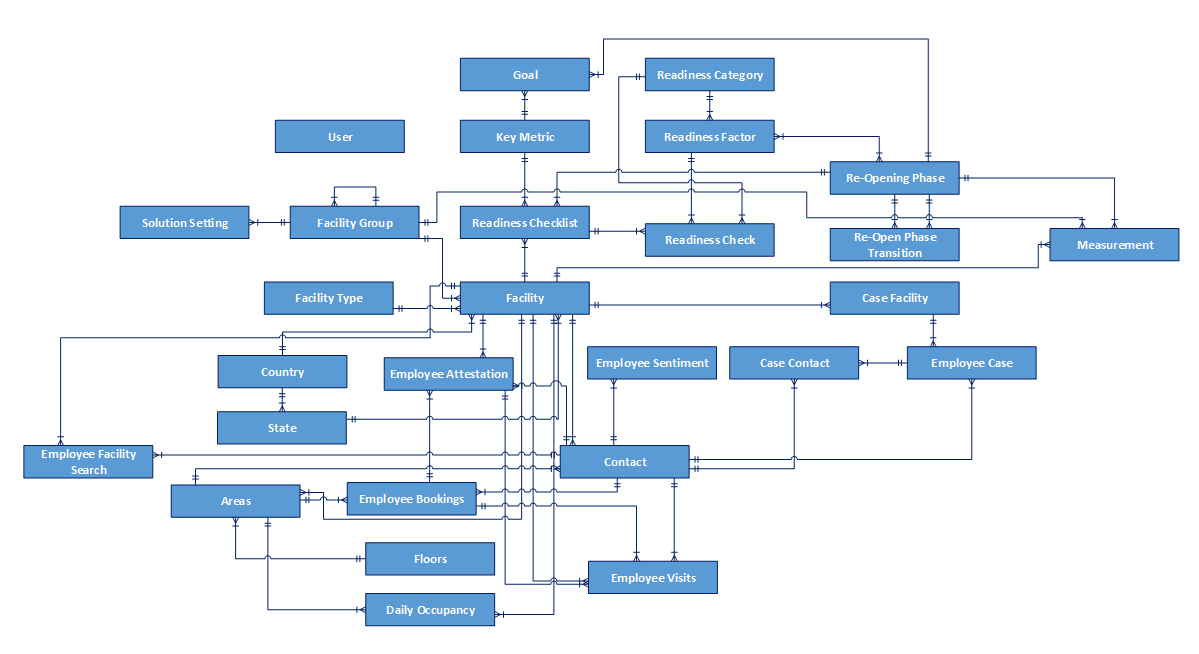 Goal
Readiness Category
User
Key Metric
Readiness Factor
Re-Opening Phase
Solution Setting
Facility Group
Readiness Checklist
Readiness Check
Re-Open Phase
Transition
Measurement
Facility Type
Facility
Case Facility
Country
Employee Attestation
Employee Sentiment
Case Contact
Employee Case
State
Employee Facility
Search
Contact
Areas
Employee Bookings
Floors
Employee Visits
Daily Occupancy